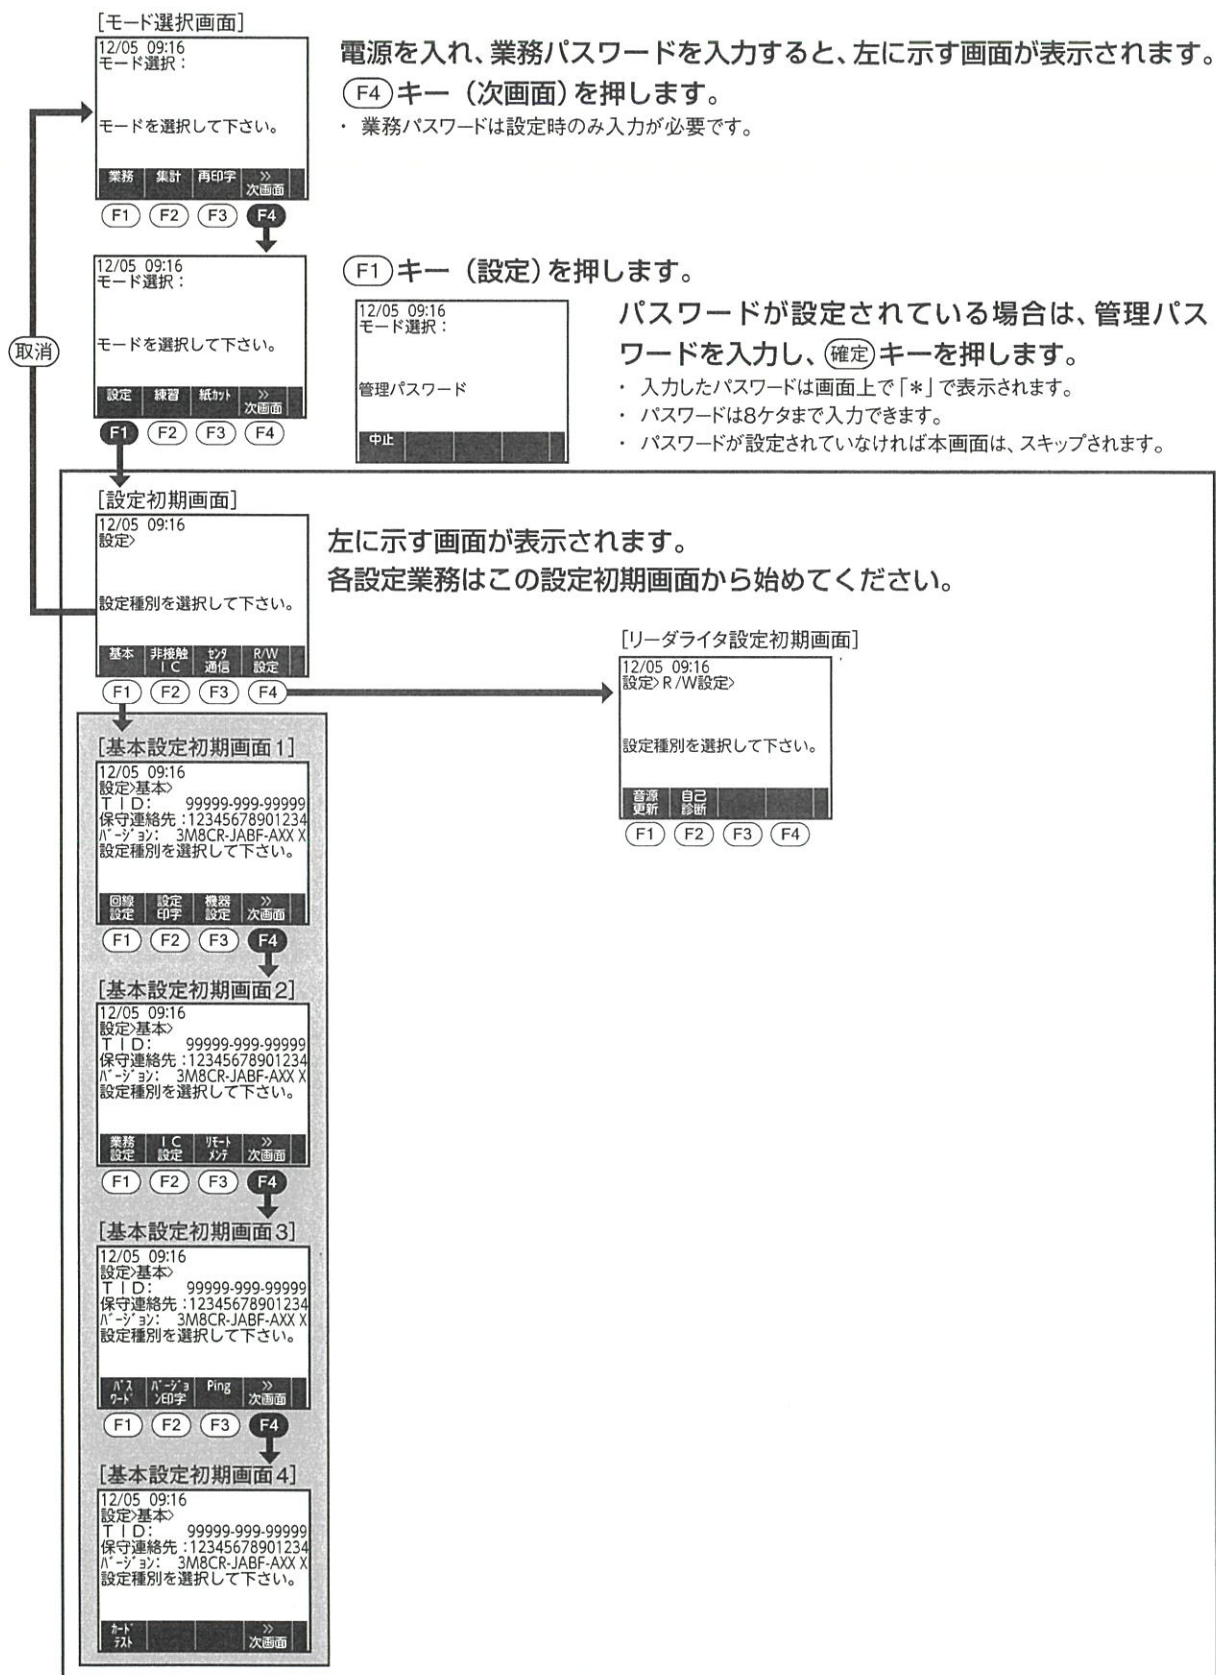 [モード選択画面]
12/05 09:16
モード選択：
モードを選択して下さい。
業務 集計 再印字 >> 次画面
F1 F2 F3 F4
電源を入れ、業務パスワードを入力すると、左に示す画面が表示されます。
F4キー（次画面）を押します。
・ 業務パスワードは設定時のみ入力が必要です。
取消
12/05 09:16
モード選択：
モードを選択して下さい。
設定 練習 紙ｶｯﾄ >> 次画面
F1 F2 F3 F4
F1キー（設定）を押します。
12/05 09:16
モード選択：
管理パスワード
中止
パスワードが設定されている場合は、管理パス
ワードを入力し、確定キーを押します。
・ 入力したパスワードは画面上で「＊」で表示されます。
・ パスワードは8ケタまで入力できます。
・ パスワードが設定されていなければ本画面は、スキップされます。
[設定初期画面]
12/05 09:16
設定>
設定種別を選択して下さい。
基本 非接触ＩＣ ｾﾝﾀ通信 R/W設定
F1 F2 F3 F4
左に示す画面が表示されます。
各設定業務はこの設定初期画面から始めてください。
[リーダライタ設定初期画面]
12/05 09:16
設定>R/W設定>
設定種別を選択して下さい。
音源更新 自己診断
F1 F2 F3 F4
[基本設定初期画面1]
12/05 09:16
設定>基本>
ＴＩＤ： 99999-999-99999
保守連絡先：12345678901234
ﾊﾞｰｼﾞｮﾝ： 3M8CR-JABF-AXX X
設定種別を選択して下さい。
回線設定 設定印字 機器設定 >> 次画面
F1 F2 F3 F4
[基本設定初期画面2]
12/05 09:16
設定>基本>
ＴＩＤ： 99999-999-99999
保守連絡先：12345678901234
ﾊﾞｰｼﾞｮﾝ： 3M8CR-JABF-AXX X
設定種別を選択して下さい。
業務設定 ＩＣ設定 ﾘﾓｰﾄﾒﾝﾃ >> 次画面
F1 F2 F3 F4
[基本設定初期画面3]
12/05 09:16
設定>基本>
ＴＩＤ： 99999-999-99999
保守連絡先：12345678901234
ﾊﾞｰｼﾞｮﾝ： 3M8CR-JABF-AXX X
設定種別を選択して下さい。
ﾊﾟｽﾜｰﾄﾞ ﾊﾞｰｼﾞｮﾝ印字 Ping >> 次画面
F1 F2 F3 F4
[基本設定初期画面4]
12/05 09:16
設定>基本>
ＴＩＤ： 99999-999-99999
保守連絡先：12345678901234
ﾊﾞｰｼﾞｮﾝ： 3M8CR-JABF-AXX X
設定種別を選択して下さい。
ｶｰﾄﾞﾃｽﾄ >> 次画面